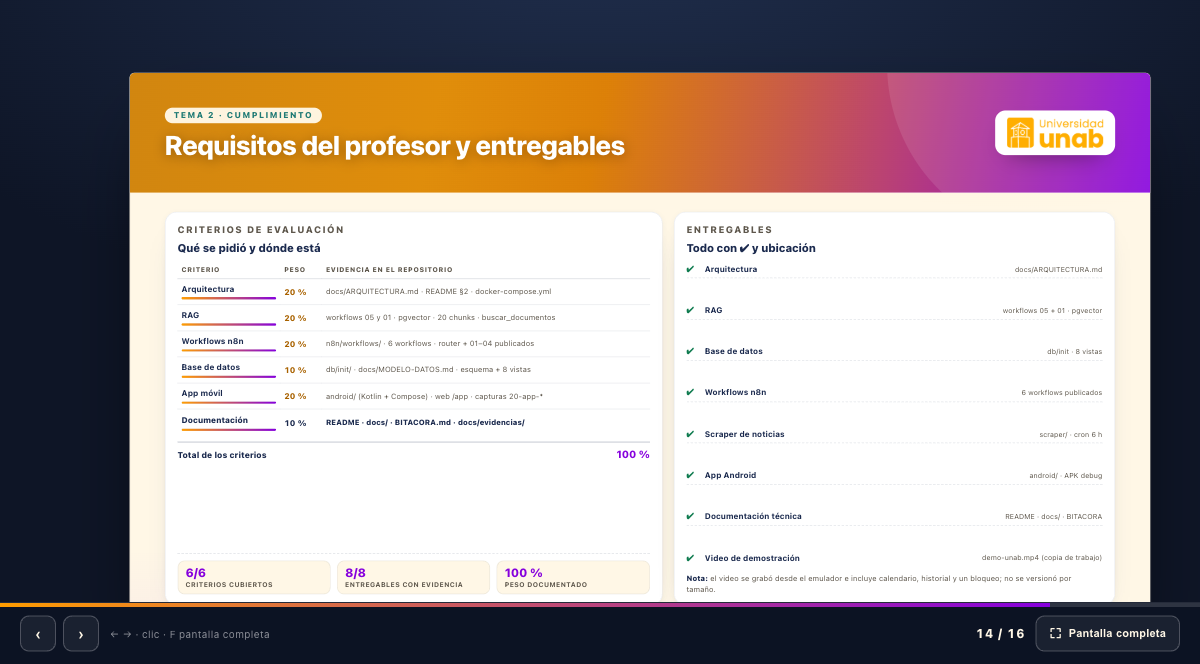 TEMA 2 · CUMPLIMIENTO
Requisitos del profesor y entregables
Universidad
unab
CRITERIOS DE EVALUACIÓN
Qué se pidió y dónde está
CRITERIO PESO EVIDENCIA EN EL REPOSITORIO
Arquitectura 20 % docs/ARQUITECTURA.md · README §2 · docker-compose.yml
RAG 20 % workflows 05 y 01 · pgvector · 20 chunks · buscar_documentos
Workflows n8n 20 % n8n/workflows/ · 6 workflows · router + 01–04 publicados
Base de datos 10 % db/init/ · docs/MODELO-DATOS.md · esquema + 8 vistas
App móvil 20 % android/ (Kotlin + Compose) · web /app · capturas 20-app-*
Documentación 10 % README · docs/ · BITACORA.md · docs/evidencias/
Total de los criterios 100 %
6/6
CRITERIOS CUBIERTOS
8/8
ENTREGABLES CON EVIDENCIA
100 %
PESO DOCUMENTADO
ENTREGABLES
Todo con ✔ y ubicación
✔ Arquitectura docs/ARQUITECTURA.md
✔ RAG workflows 05 + 01 · pgvector
✔ Base de datos db/init · 8 vistas
✔ Workflows n8n 6 workflows publicados
✔ Scraper de noticias scraper/ · cron 6 h
✔ App Android android/ · APK debug
✔ Documentación técnica README · docs/ · BITACORA
✔ Video de demostración demo-unab.mp4 (copia de trabajo)
Nota: el video se grabó desde el emulador e incluye calendario, historial y un bloqueo; no se versionó por
tamaño.
‹ › ← → · clic · F pantalla completa
14 / 16
Pantalla completa